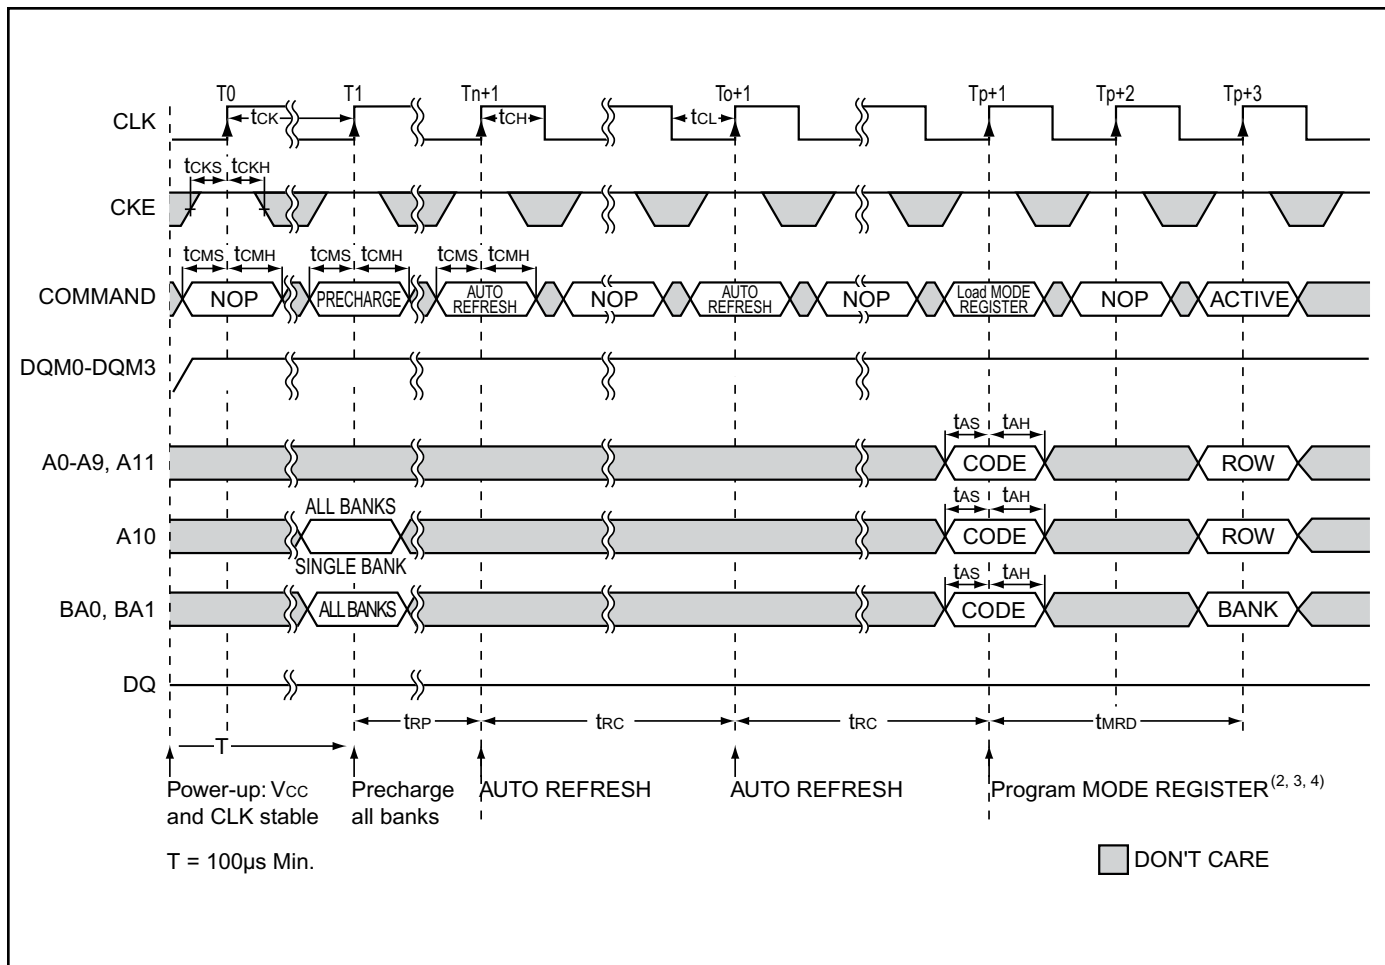 T0 T1 Tn+1 To+1 Tp+1 Tp+2 Tp+3
CLK tCK tCH tCL
tCKS tCKH
CKE
tCMS tCMH tCMS tCMH tCMS tCMH
COMMAND NOP PRECHARGE AUTO REFRESH NOP AUTO REFRESH NOP Load MODE REGISTER NOP ACTIVE
DQM0-DQM3
tAS tAH
A0-A9, A11 CODE ROW
ALL BANKS tAS tAH
A10 CODE ROW
SINGLE BANK tAS tAH
BA0, BA1 ALL BANKS CODE BANK
DQ
tRP tRC tRC tMRD
T
Power-up: VCC Precharge AUTO REFRESH AUTO REFRESH Program MODE REGISTER(2, 3, 4)
and CLK stable all banks
T = 100µs Min. DON'T CARE